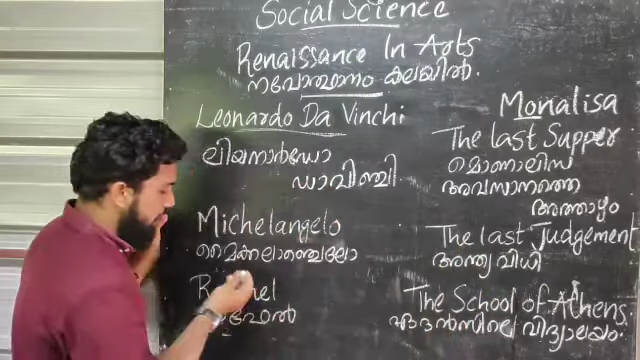 Social Science
Renaissance In Arts
നവോത്ഥാനം കലയിൽ.
Leonardo Da Vinchi
ലിയനാർഡോ
ഡാവിഞ്ചി
Monalisa
The last Supper
മൊണാലിസ
അവസാനത്തെ
അത്താഴം
Michelangelo
മൈക്കലാഞ്ചെലോ
The last Judgement
അന്ത്യവിധി
The School of Athens
ഏദൻസിലെ വിദ്യാലയം.